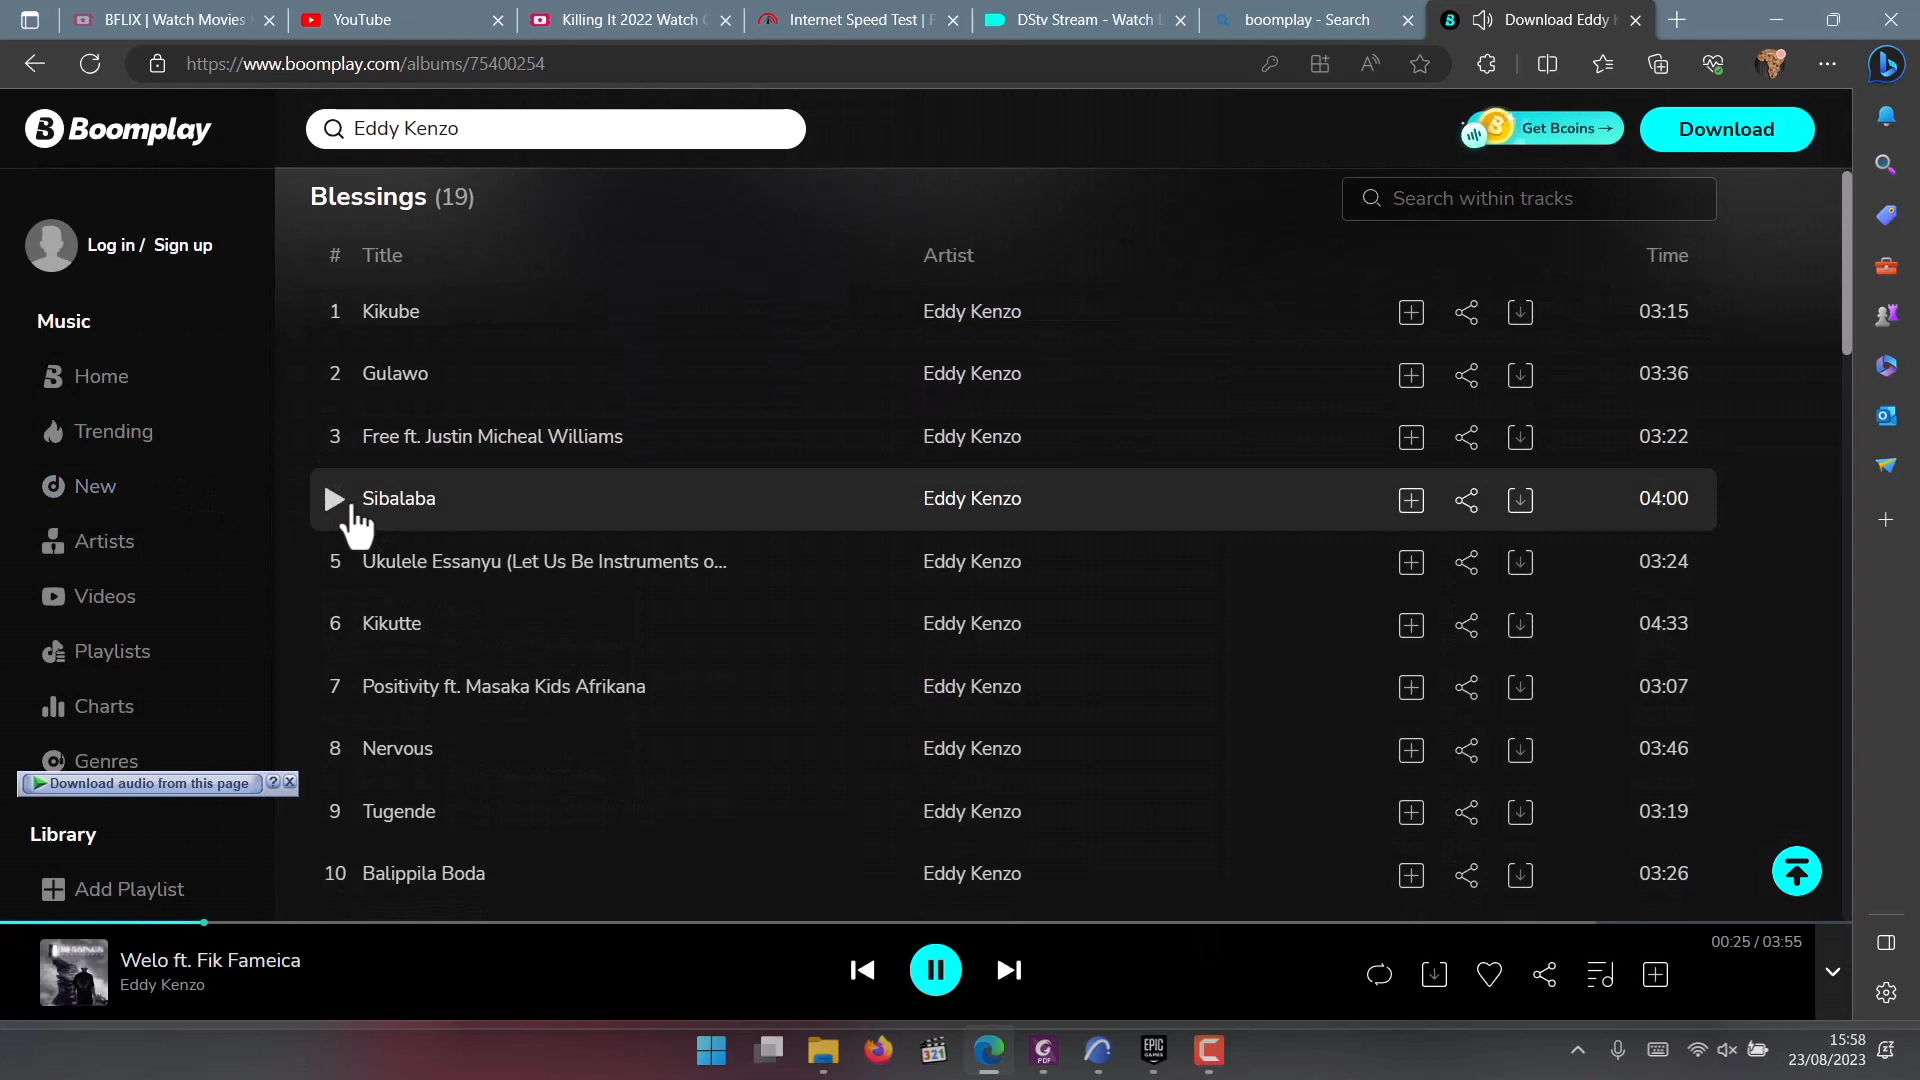 BFLIX | Watch Movies
YouTube
Killing It 2022 Watch
Internet Speed Test |
DStv Stream - Watch
boomplay - Search
Download Eddy
https://www.boomplay.com/albums/75400254
Boomplay
Eddy Kenzo
Get Bcoins →
Download
Log in / Sign up
Music
Home
Trending
New
Artists
Videos
Playlists
Charts
Genres
Download audio from this page
Library
Add Playlist
Blessings (19)
Search within tracks
# Title Artist Time
1 Kikube Eddy Kenzo 03:15
2 Gulawo Eddy Kenzo 03:36
3 Free ft. Justin Micheal Williams Eddy Kenzo 03:22
Sibalaba Eddy Kenzo 04:00
5 Ukulele Essanyu (Let Us Be Instruments o... Eddy Kenzo 03:24
6 Kikutte Eddy Kenzo 04:33
7 Positivity ft. Masaka Kids Afrikana Eddy Kenzo 03:07
8 Nervous Eddy Kenzo 03:46
9 Tugende Eddy Kenzo 03:19
10 Balippila Boda Eddy Kenzo 03:26
Welo ft. Fik Fameica
Eddy Kenzo
00:25 / 03:55
321
PDF
EPIC GAMES
15:58
23/08/2023